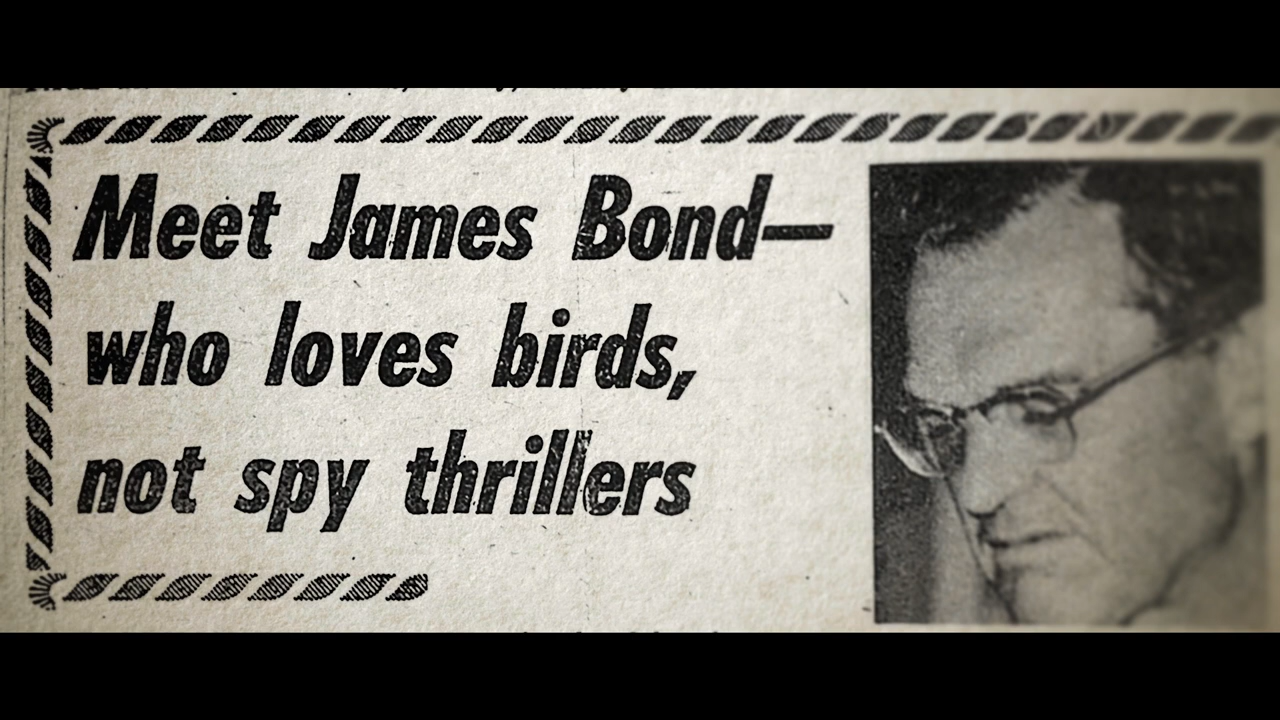 Meet James Bond—
who loves birds,
not spy thrillers